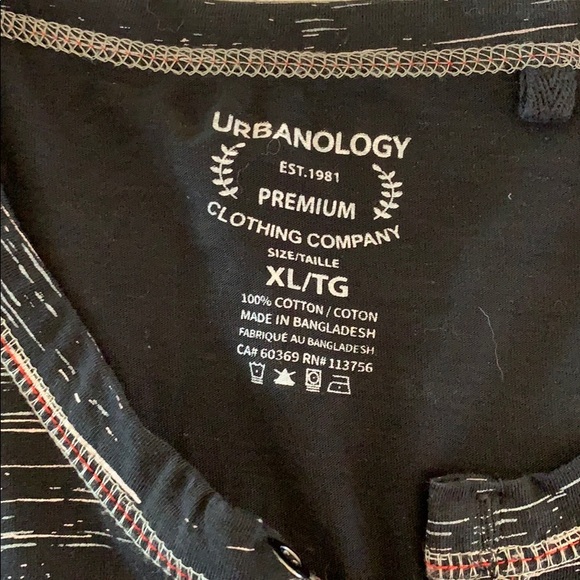 URBANOLOGY
EST.1981
PREMIUM
CLOTHING COMPANY
SIZE/TAILLE
XL/TG
100% COTTON / COTON
MADE IN BANGLADESH
FABRIQUÉ AU BANGLADESH
CA# 60369 RN# 113756